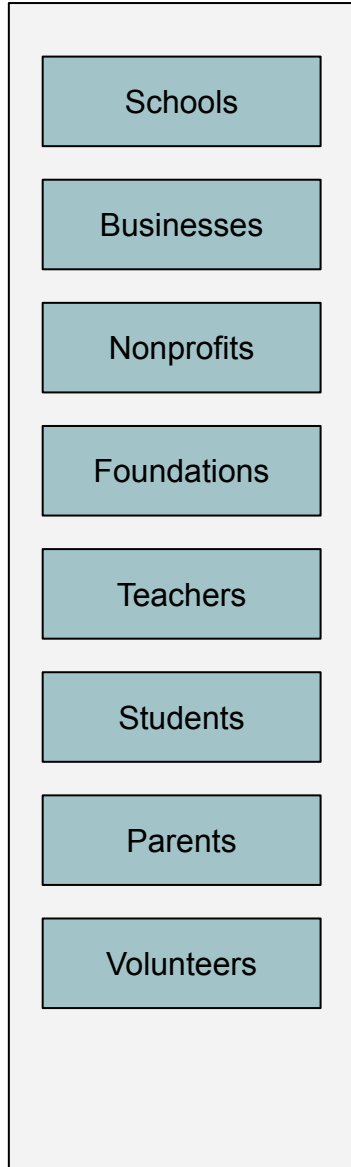 Schools
Businesses
Nonprofits
Foundations
Teachers
Students
Parents
Volunteers